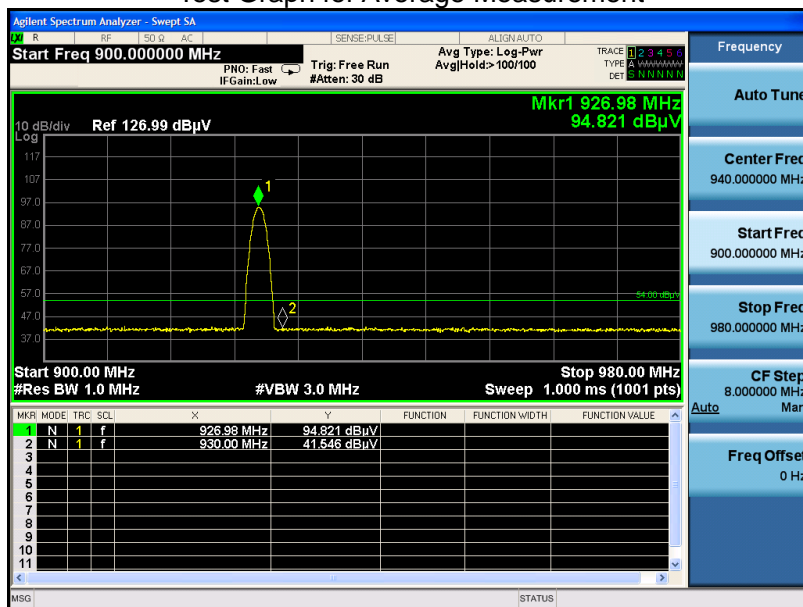 Test Graph for Average Measurement
Agilent Spectrum Analyzer - Swept SA
LXI R RF 50 Ω AC SENSE:PULSE ALIGN AUTO
Start Freq 900.000000 MHz
PNO: Fast
IFGain:Low
Trig: Free Run
#Atten: 30 dB
Avg Type: Log-Pwr
Avg|Hold:>100/100
TRACE 1 2 3 4 5 6
TYPE A WWWWW
DET S N N N N N
Mkr1 926.98 MHz
94.821 dBµV
10 dB/div Ref 126.99 dBµV
Log
117
107
97.0
87.0
77.0
67.0
57.0
47.0
37.0
1
2
54.00 dBµV
Start 900.00 MHz Stop 980.00 MHz
#Res BW 1.0 MHz #VBW 3.0 MHz Sweep 1.000 ms (1001 pts)
MKR MODE TRC SCL X Y FUNCTION FUNCTION WIDTH FUNCTION VALUE
1 N 1 f 926.98 MHz 94.821 dBµV
2 N 1 f 930.00 MHz 41.546 dBµV
3
4
5
6
7
8
9
10
11
MSG STATUS
Frequency
Auto Tune
Center Freq
940.000000 MHz
Start Freq
900.000000 MHz
Stop Freq
980.000000 MHz
CF Step
8.000000 MHz
Auto Man
Freq Offset
0 Hz